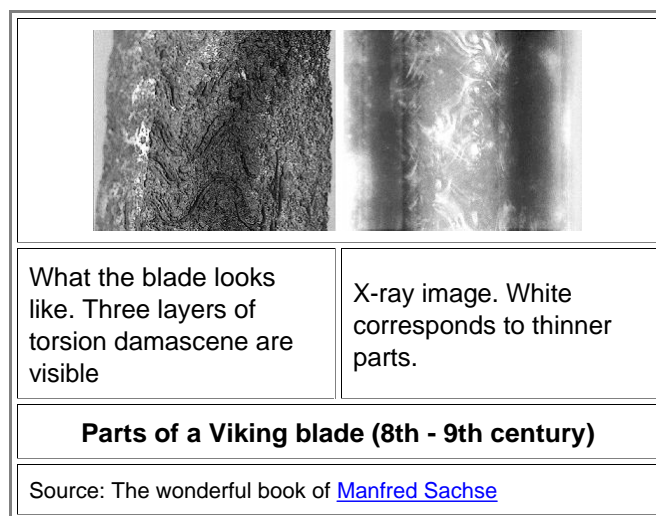 What the blade looks
like. Three layers of
torsion damascene are
visible
X-ray image. White
corresponds to thinner
parts.
Parts of a Viking blade (8th - 9th century)
Source: The wonderful book of Manfred Sachse